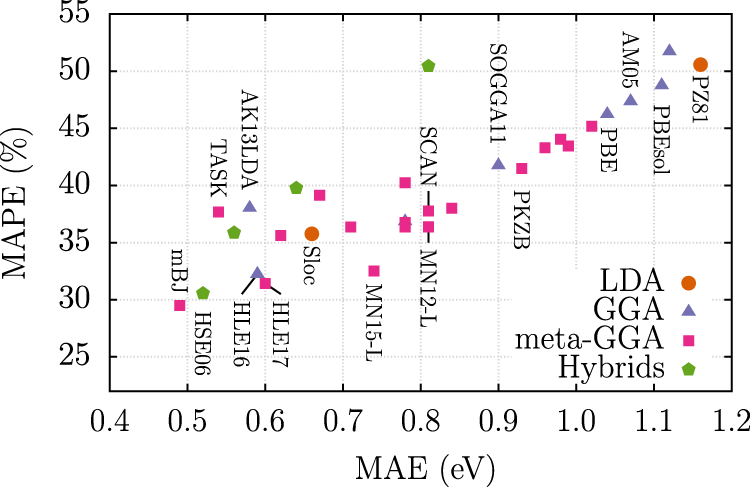 55
50
45
40
35
30
25
MAPE (%)
0.4 0.5 0.6 0.7 0.8 0.9 1.0 1.1 1.2
MAE (eV)
mBJ
HSE06
TASK
AK13LDA
HLE16
HLE17
Sloc
MN15-L
SCAN
MN12-L
SOGGA11
PKZB
AM05
PBE
PBEsol
PZ81
LDA
GGA
meta-GGA
Hybrids